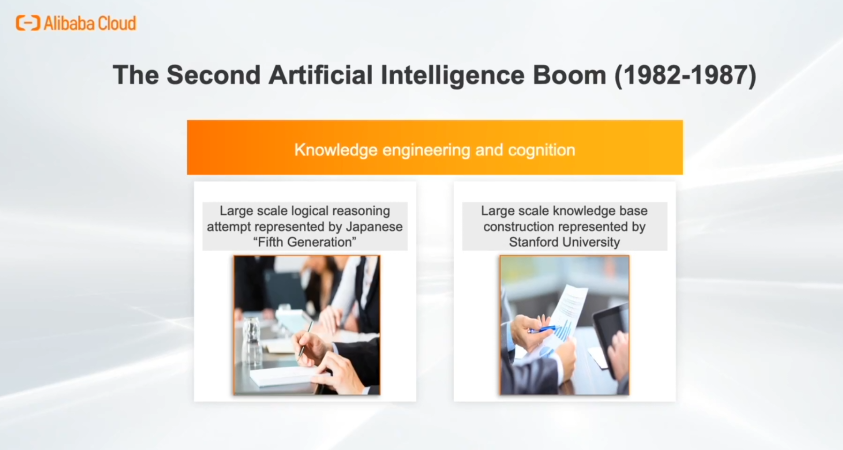 Alibaba Cloud
The Second Artificial Intelligence Boom (1982-1987)
Knowledge engineering and cognition
Large scale logical reasoning
attempt represented by Japanese
“Fifth Generation”
Large scale knowledge base
construction represented by
Stanford University